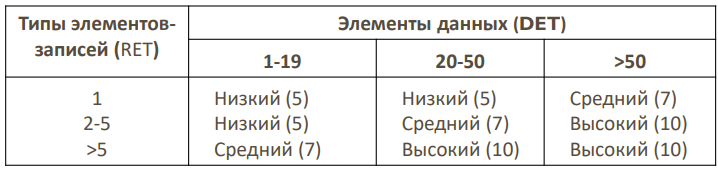 Типы элементов-записей (RET) Элементы данных (DET)
1-19 20-50 >50
1 Низкий (5) Низкий (5) Средний (7)
2-5 Низкий (5) Средний (7) Высокий (10)
>5 Средний (7) Высокий (10) Высокий (10)